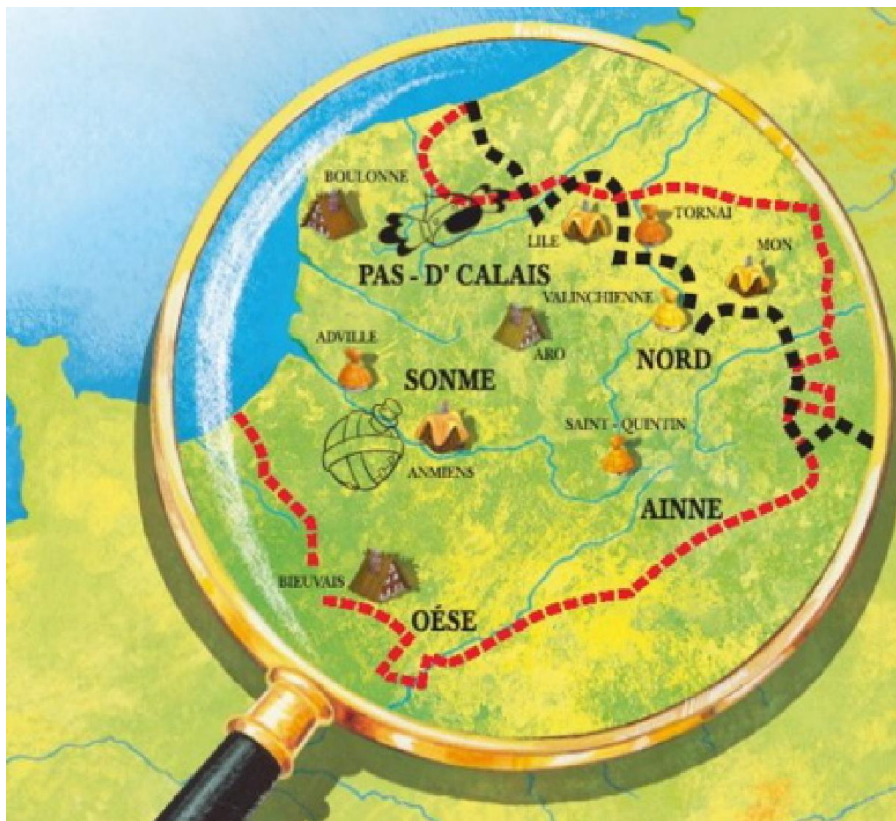 BOULONNE
TORNAI
LILE
MON
PAS - D' CALAIS
VALINCHIENNE
ADVILLE
ARO
NORD
SONME
SAINT - QUINTIN
ANMIENS
AINNE
BIEUVAIS
OÉSE